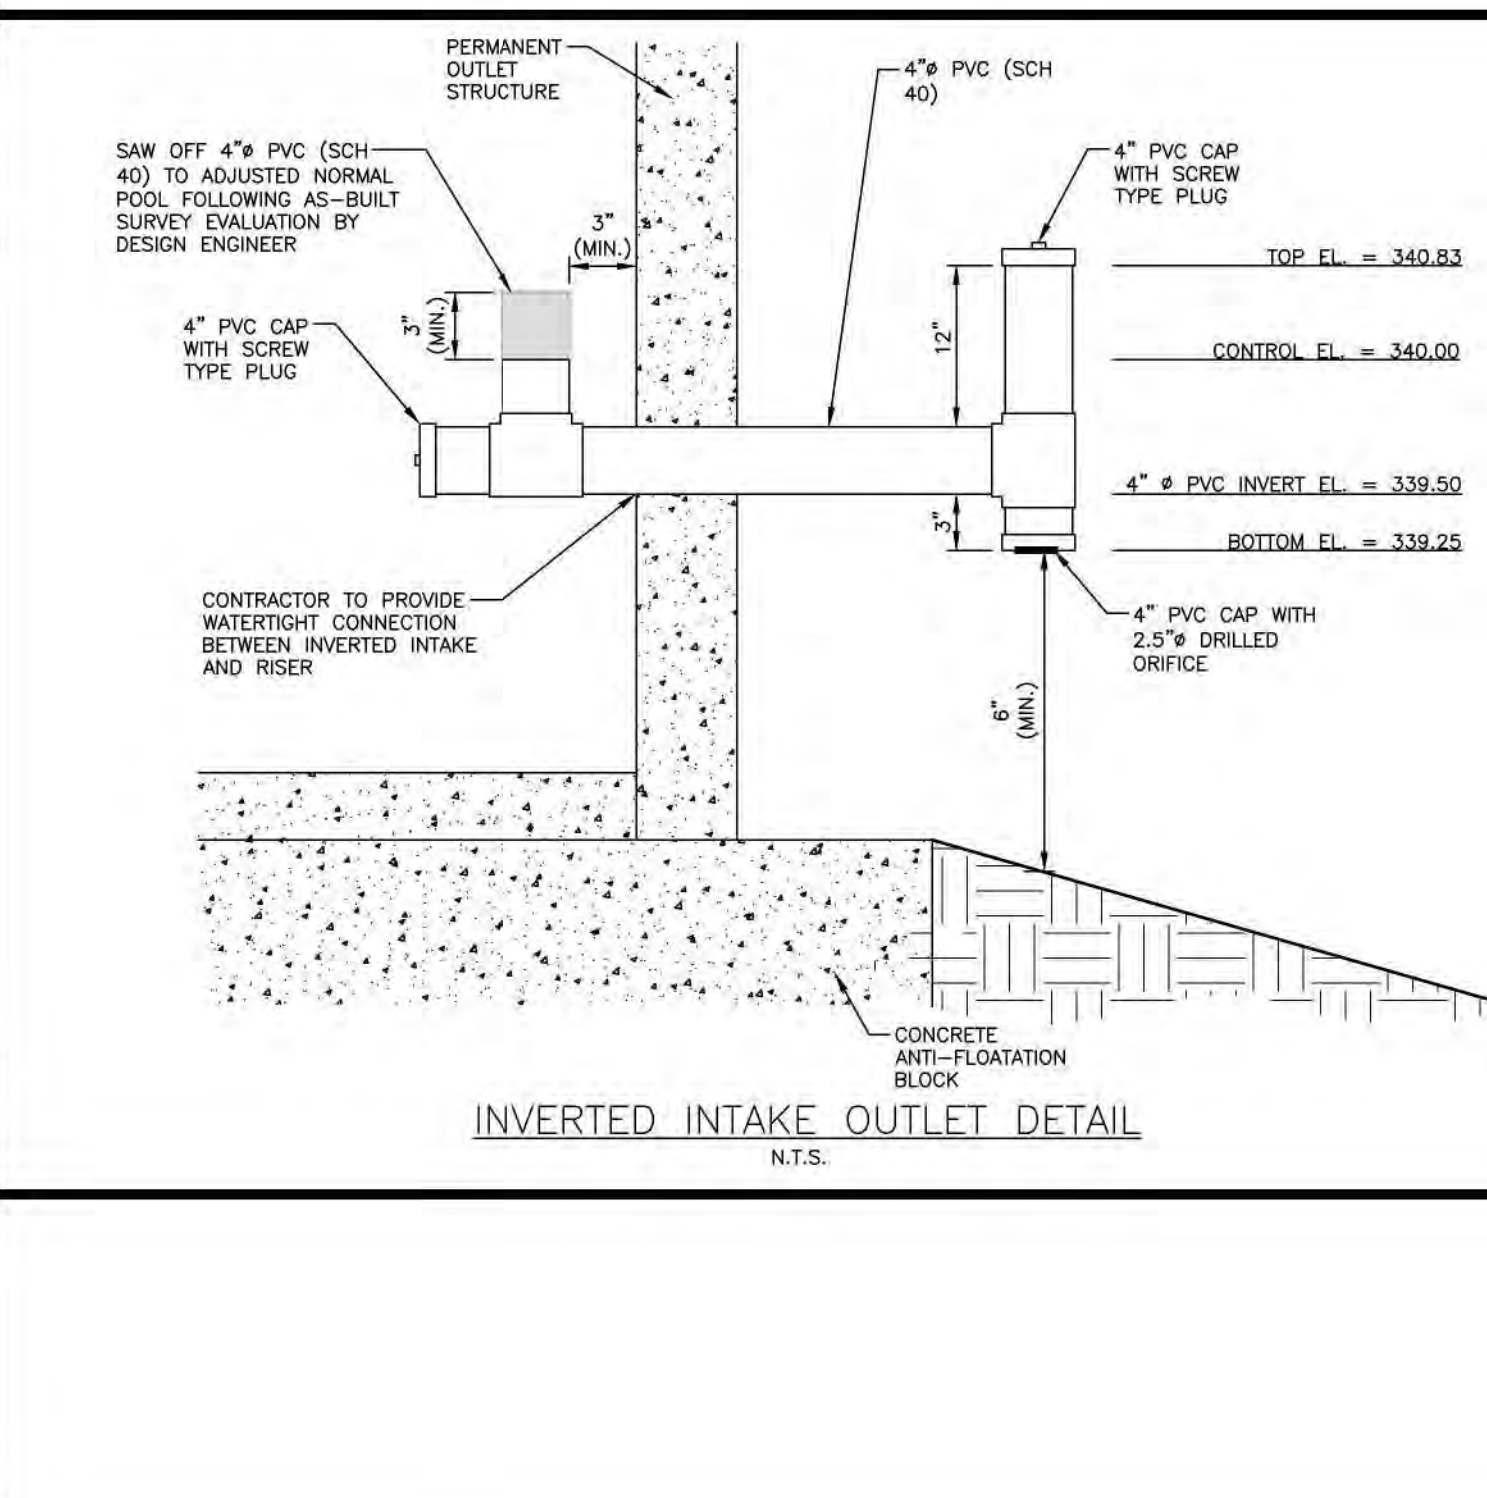 PERMANENT
OUTLET
STRUCTURE
4"ø PVC (SCH
40)
SAW OFF 4"ø PVC (SCH
40) TO ADJUSTED NORMAL
POOL FOLLOWING AS-BUILT
SURVEY EVALUATION BY
DESIGN ENGINEER
4" PVC CAP
WITH SCREW
TYPE PLUG
3"
(MIN.)
TOP EL. = 340.83
3"
(MIN.)
4" PVC CAP
WITH SCREW
TYPE PLUG
12"
CONTROL EL. = 340.00
4" ø PVC INVERT EL. = 339.50
3"
BOTTOM EL. = 339.25
CONTRACTOR TO PROVIDE
WATERTIGHT CONNECTION
BETWEEN INVERTED INTAKE
AND RISER
4" PVC CAP WITH
2.5"ø DRILLED
ORIFICE
6"
(MIN.)
CONCRETE
ANTI-FLOATATION
BLOCK
INVERTED INTAKE OUTLET DETAIL
N.T.S.